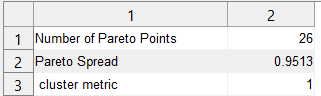 1 2
1 Number of Pareto Points 26
2 Pareto Spread 0.9513
3 cluster metric 1